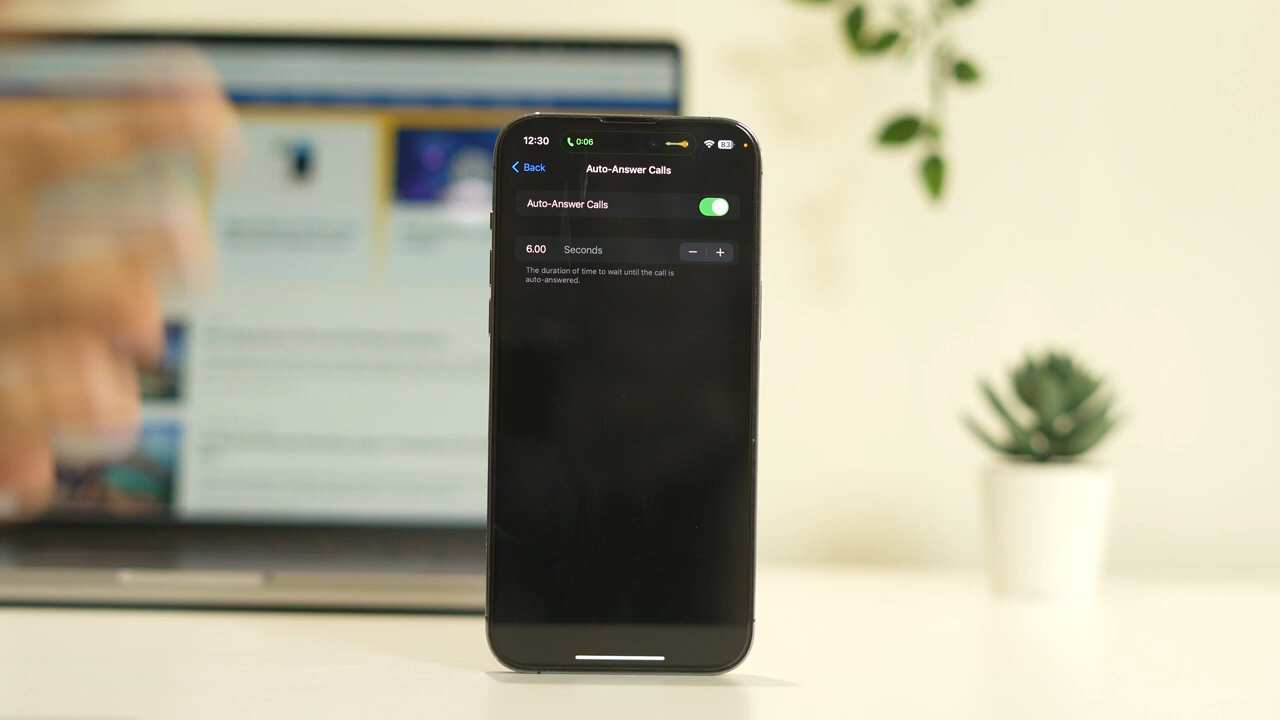 12:30 0:06 83
Back Auto-Answer Calls
Auto-Answer Calls
6.00 Seconds − +
The duration of time to wait until the call is
auto-answered.